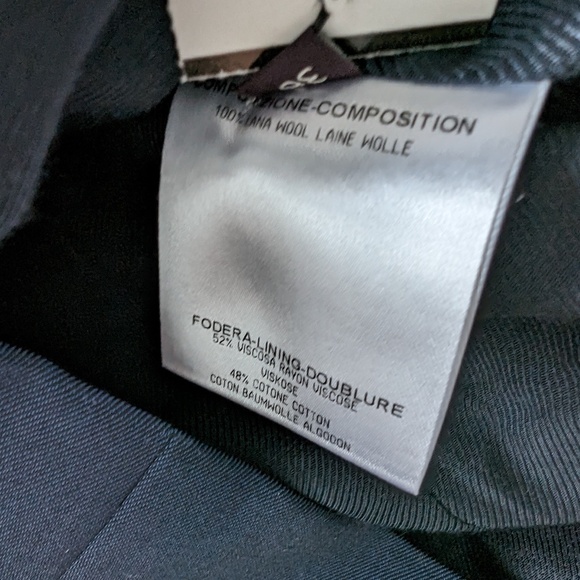 COMPOSIZIONE-COMPOSITION
100% LANA WOOL LAINE WOLLE
FODERA-LINING-DOUBLURE
52% VISCOSA RAYON VISCOSE
VISKOSE
48% COTONE COTTON
COTON BAUMWOLLE ALGODON